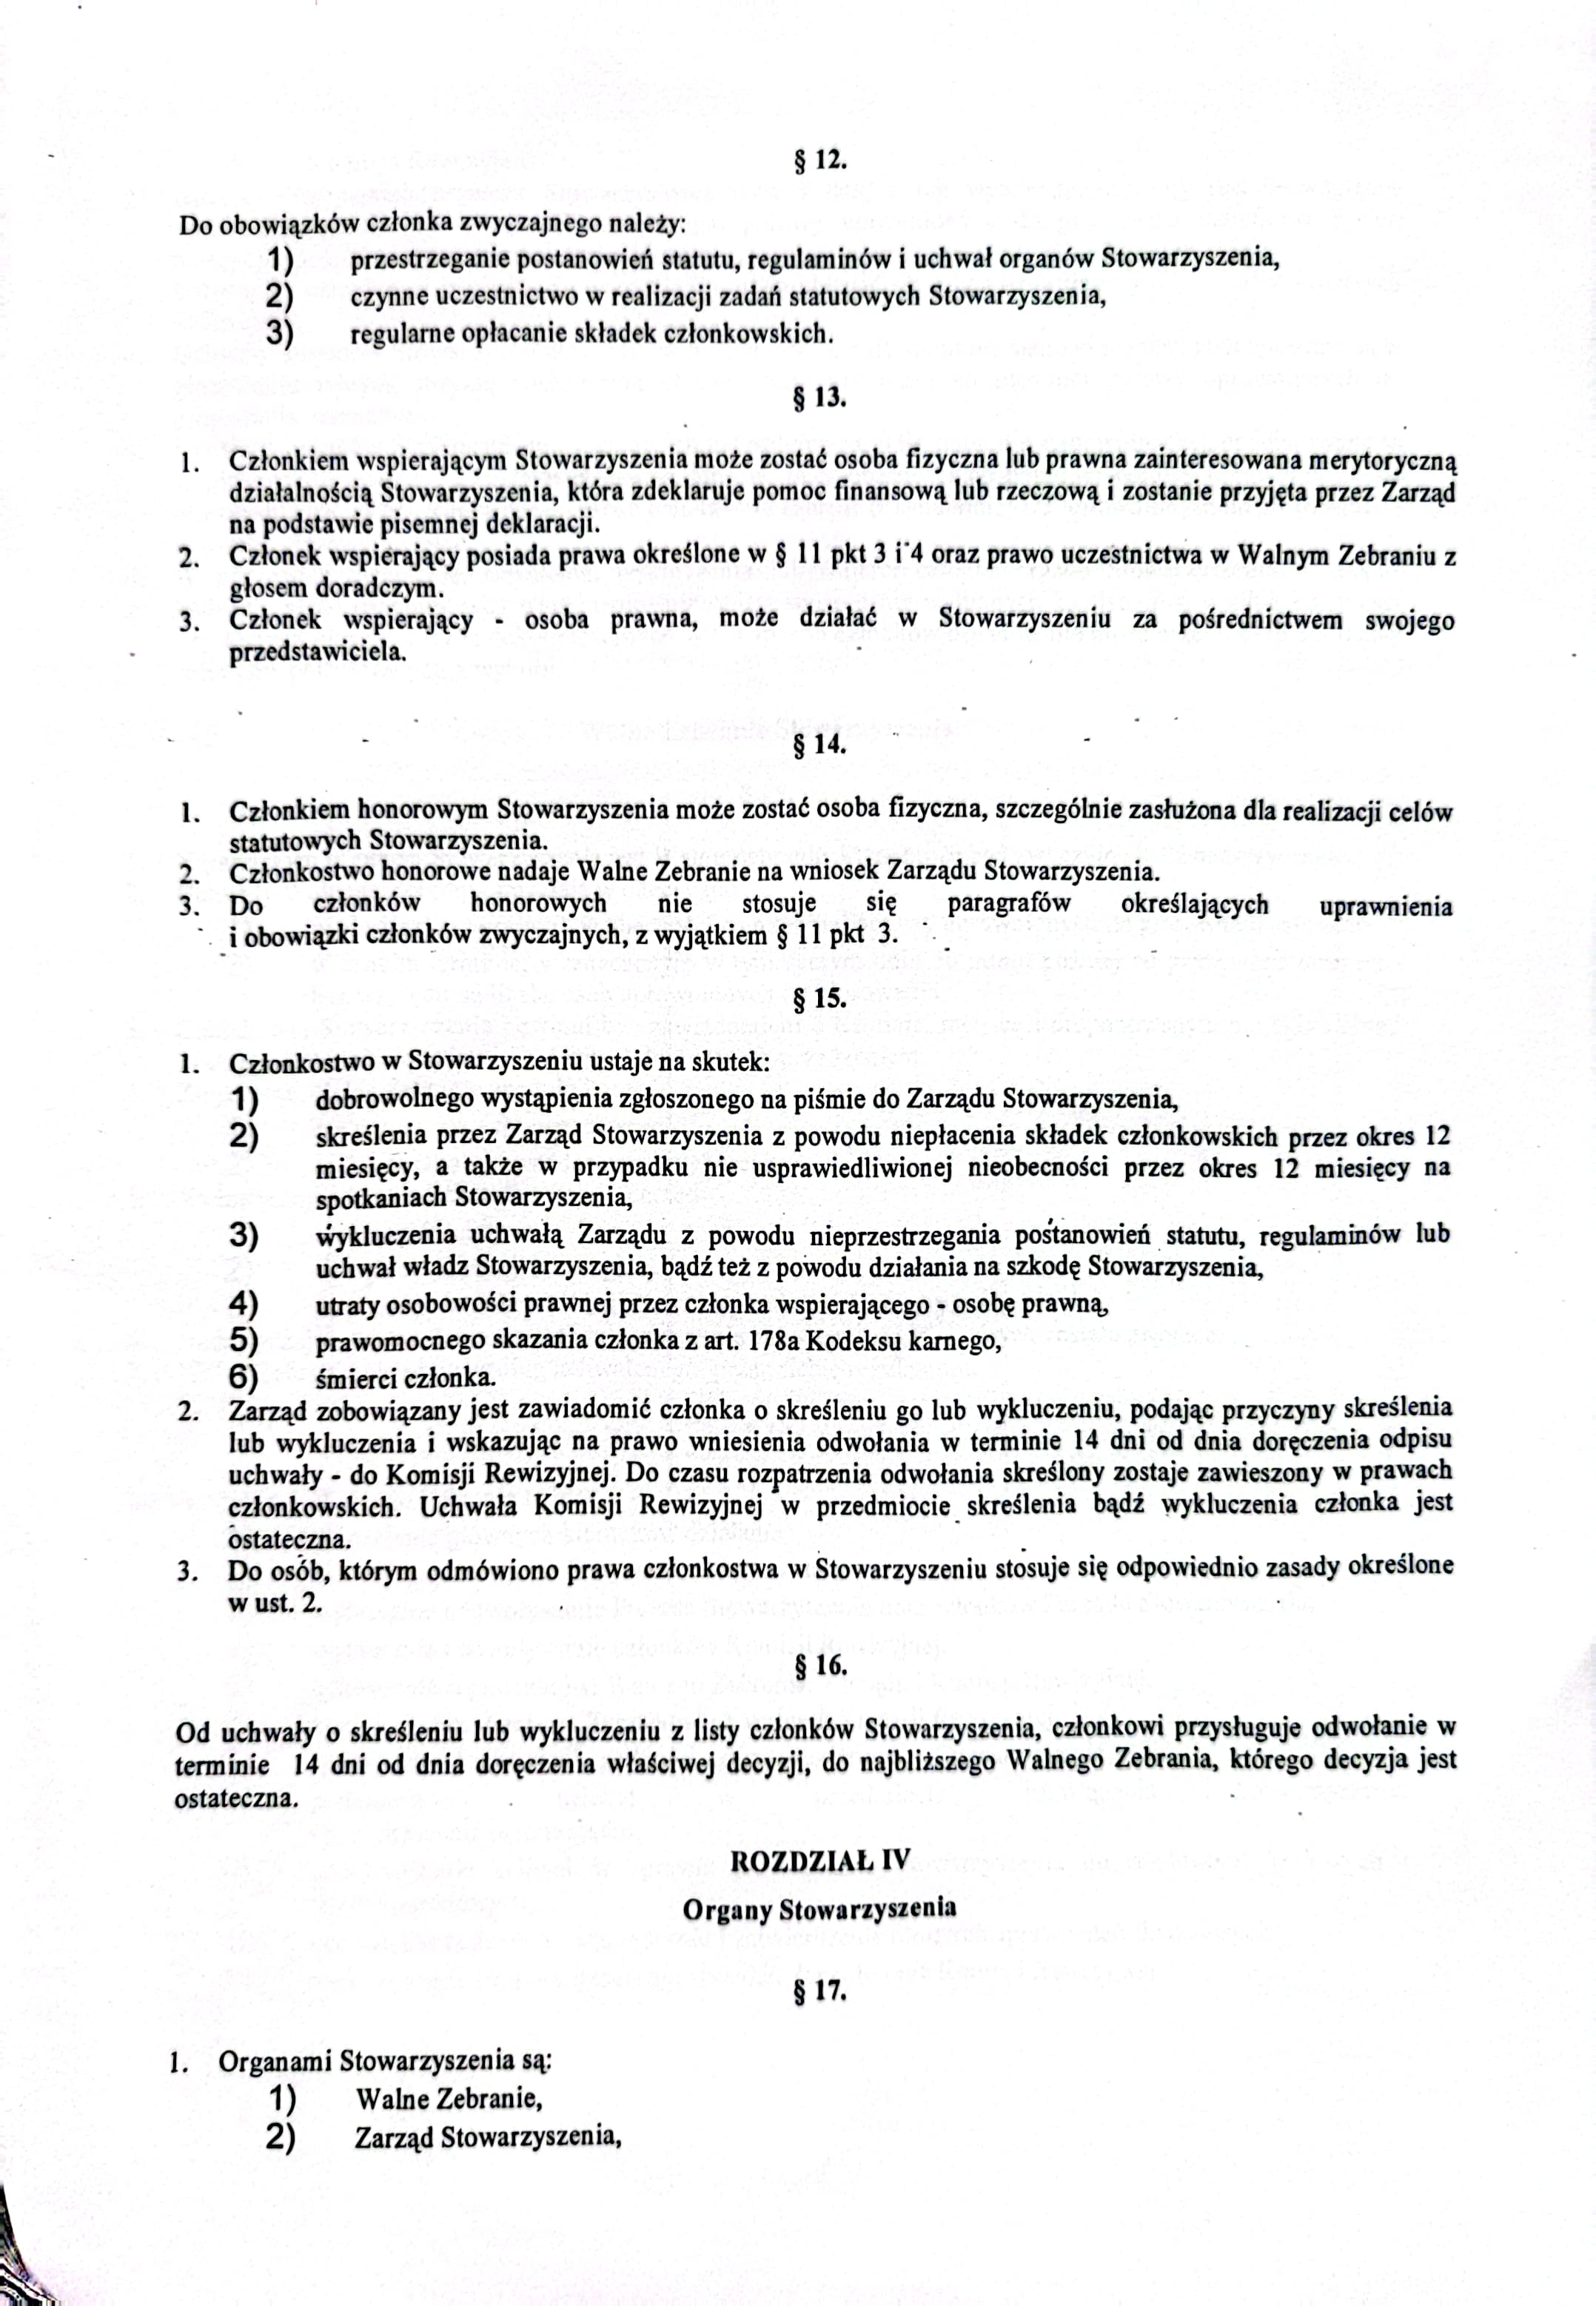 § 12.
Do obowiązków członka zwyczajnego należy:
1) przestrzeganie postanowień statutu, regulaminów i uchwał organów Stowarzyszenia,
2) czynne uczestnictwo w realizacji zadań statutowych Stowarzyszenia,
3) regularne opłacanie składek członkowskich.
§ 13.
1. Członkiem wspierającym Stowarzyszenia może zostać osoba fizyczna lub prawna zainteresowana merytoryczną
działalnością Stowarzyszenia, która zdeklaruje pomoc finansową lub rzeczową i zostanie przyjęta przez Zarząd
na podstawie pisemnej deklaracji.
2. Członek wspierający posiada prawa określone w § 11 pkt 3 i 4 oraz prawo uczestnictwa w Walnym Zebraniu z
głosem doradczym.
3. Członek wspierający - osoba prawna, może działać w Stowarzyszeniu za pośrednictwem swojego
przedstawiciela.
§ 14.
1. Członkiem honorowym Stowarzyszenia może zostać osoba fizyczna, szczególnie zasłużona dla realizacji celów
statutowych Stowarzyszenia.
2. Członkostwo honorowe nadaje Walne Zebranie na wniosek Zarządu Stowarzyszenia.
3. Do członków honorowych nie stosuje się paragrafów określających uprawnienia
i obowiązki członków zwyczajnych, z wyjątkiem § 11 pkt 3.
§ 15.
1. Członkostwo w Stowarzyszeniu ustaje na skutek:
1) dobrowolnego wystąpienia zgłoszonego na piśmie do Zarządu Stowarzyszenia,
2) skreślenia przez Zarząd Stowarzyszenia z powodu niepłacenia składek członkowskich przez okres 12
miesięcy, a także w przypadku nie usprawiedliwionej nieobecności przez okres 12 miesięcy na
spotkaniach Stowarzyszenia,
3) wykluczenia uchwałą Zarządu z powodu nieprzestrzegania postanowień statutu, regulaminów lub
uchwał władz Stowarzyszenia, bądź też z powodu działania na szkodę Stowarzyszenia,
4) utraty osobowości prawnej przez członka wspierającego - osobę prawną,
5) prawomocnego skazania członka z art. 178a Kodeksu karnego,
6) śmierci członka.
2. Zarząd zobowiązany jest zawiadomić członka o skreśleniu go lub wykluczeniu, podając przyczyny skreślenia
lub wykluczenia i wskazując na prawo wniesienia odwołania w terminie 14 dni od dnia doręczenia odpisu
uchwały - do Komisji Rewizyjnej. Do czasu rozpatrzenia odwołania skreślony zostaje zawieszony w prawach
członkowskich. Uchwała Komisji Rewizyjnej w przedmiocie skreślenia bądź wykluczenia członka jest
ostateczna.
3. Do osób, którym odmówiono prawa członkostwa w Stowarzyszeniu stosuje się odpowiednio zasady określone
w ust. 2.
§ 16.
Od uchwały o skreśleniu lub wykluczeniu z listy członków Stowarzyszenia, członkowi przysługuje odwołanie w
terminie 14 dni od dnia doręczenia właściwej decyzji, do najbliższego Walnego Zebrania, którego decyzja jest
ostateczna.
ROZDZIAŁ IV
Organy Stowarzyszenia
§ 17.
1. Organami Stowarzyszenia są:
1) Walne Zebranie,
2) Zarząd Stowarzyszenia,